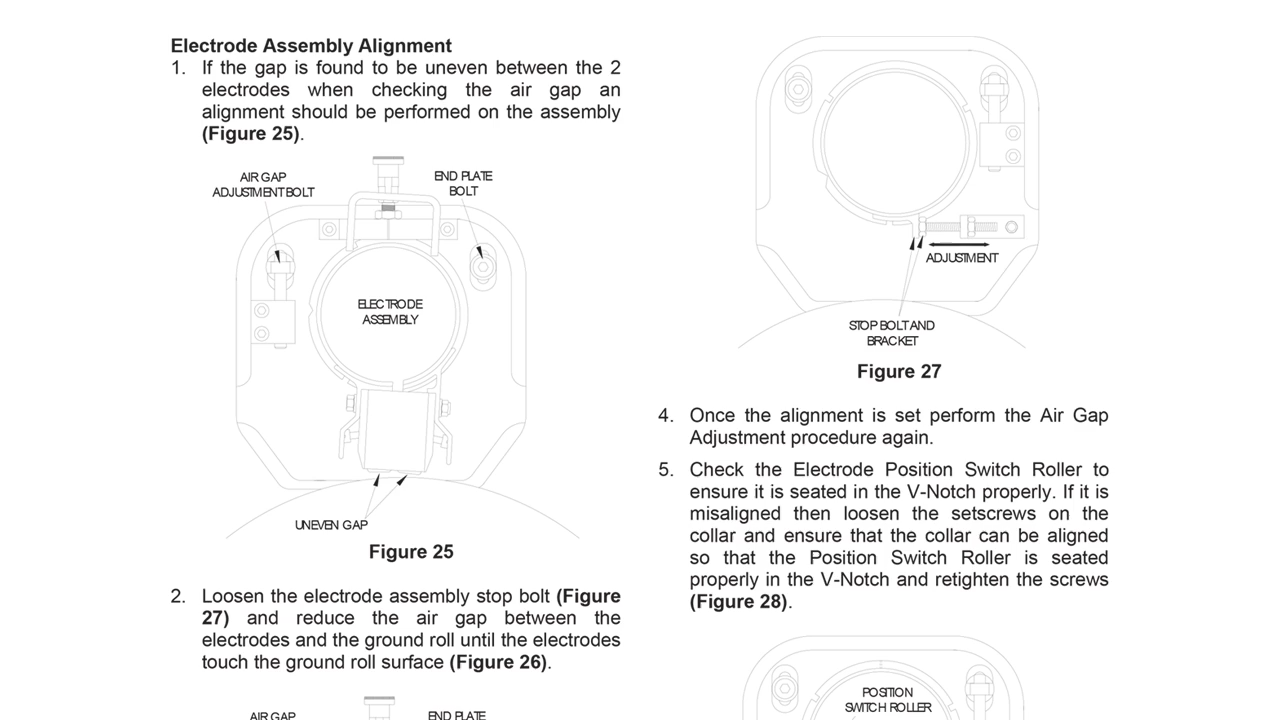 Electrode Assembly Alignment
1. If the gap is found to be uneven between the 2
electrodes when checking the air gap an
alignment should be performed on the assembly
(Figure 25).
AIR GAP
ADJUSTMENT BOLT
END PLATE
BOLT
ELECTRODE
ASSEMBLY
UNEVEN GAP
Figure 25
2. Loosen the electrode assembly stop bolt (Figure
27) and reduce the air gap between the
electrodes and the ground roll until the electrodes
touch the ground roll surface (Figure 26).
AIR GAP
END PLATE
ADJUSTMENT
STOP BOLT AND
BRACKET
Figure 27
4. Once the alignment is set perform the Air Gap
Adjustment procedure again.
5. Check the Electrode Position Switch Roller to
ensure it is seated in the V-Notch properly. If it is
misaligned then loosen the setscrews on the
collar and ensure that the collar can be aligned
so that the Position Switch Roller is seated
properly in the V-Notch and retighten the screws
(Figure 28).
POSITION
SWITCH ROLLER